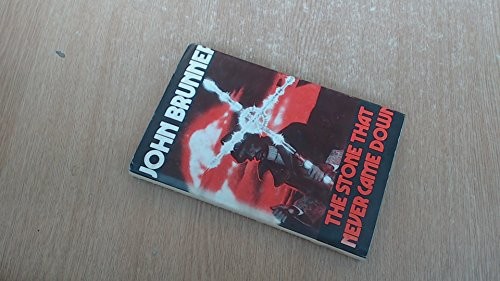 JOHN BRUNNER
THE STONE THAT
NEVER CAME DOWN